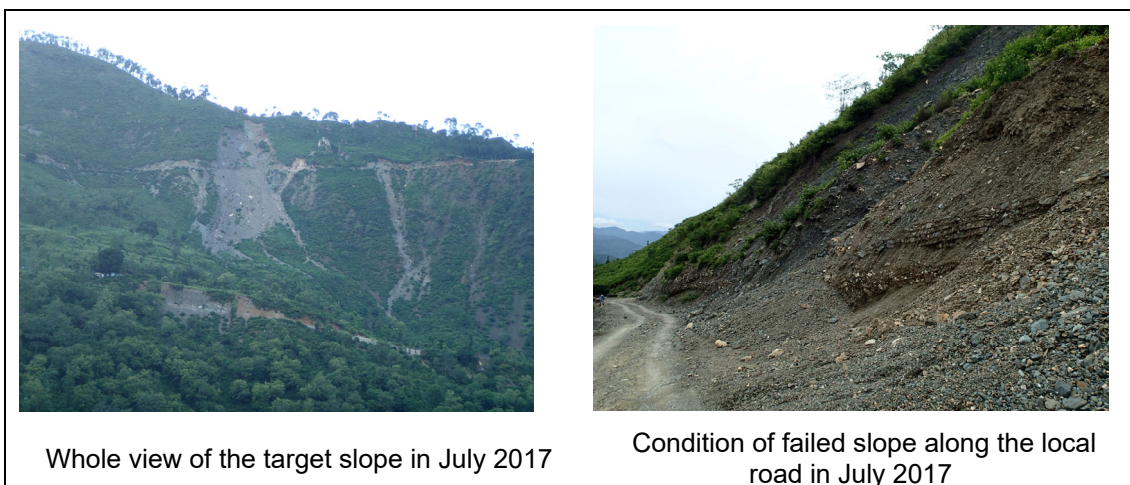 Whole view of the target slope in July 2017
Condition of failed slope along the local
road in July 2017